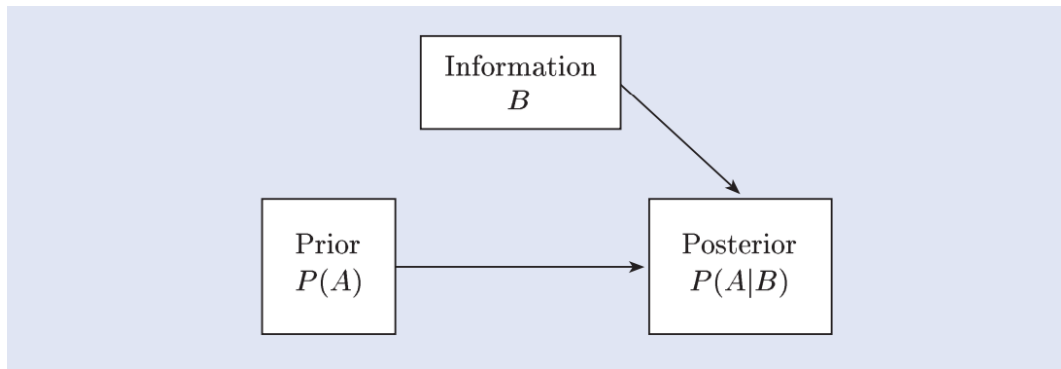 Information
B
Prior
P(A)
Posterior
P(A|B)